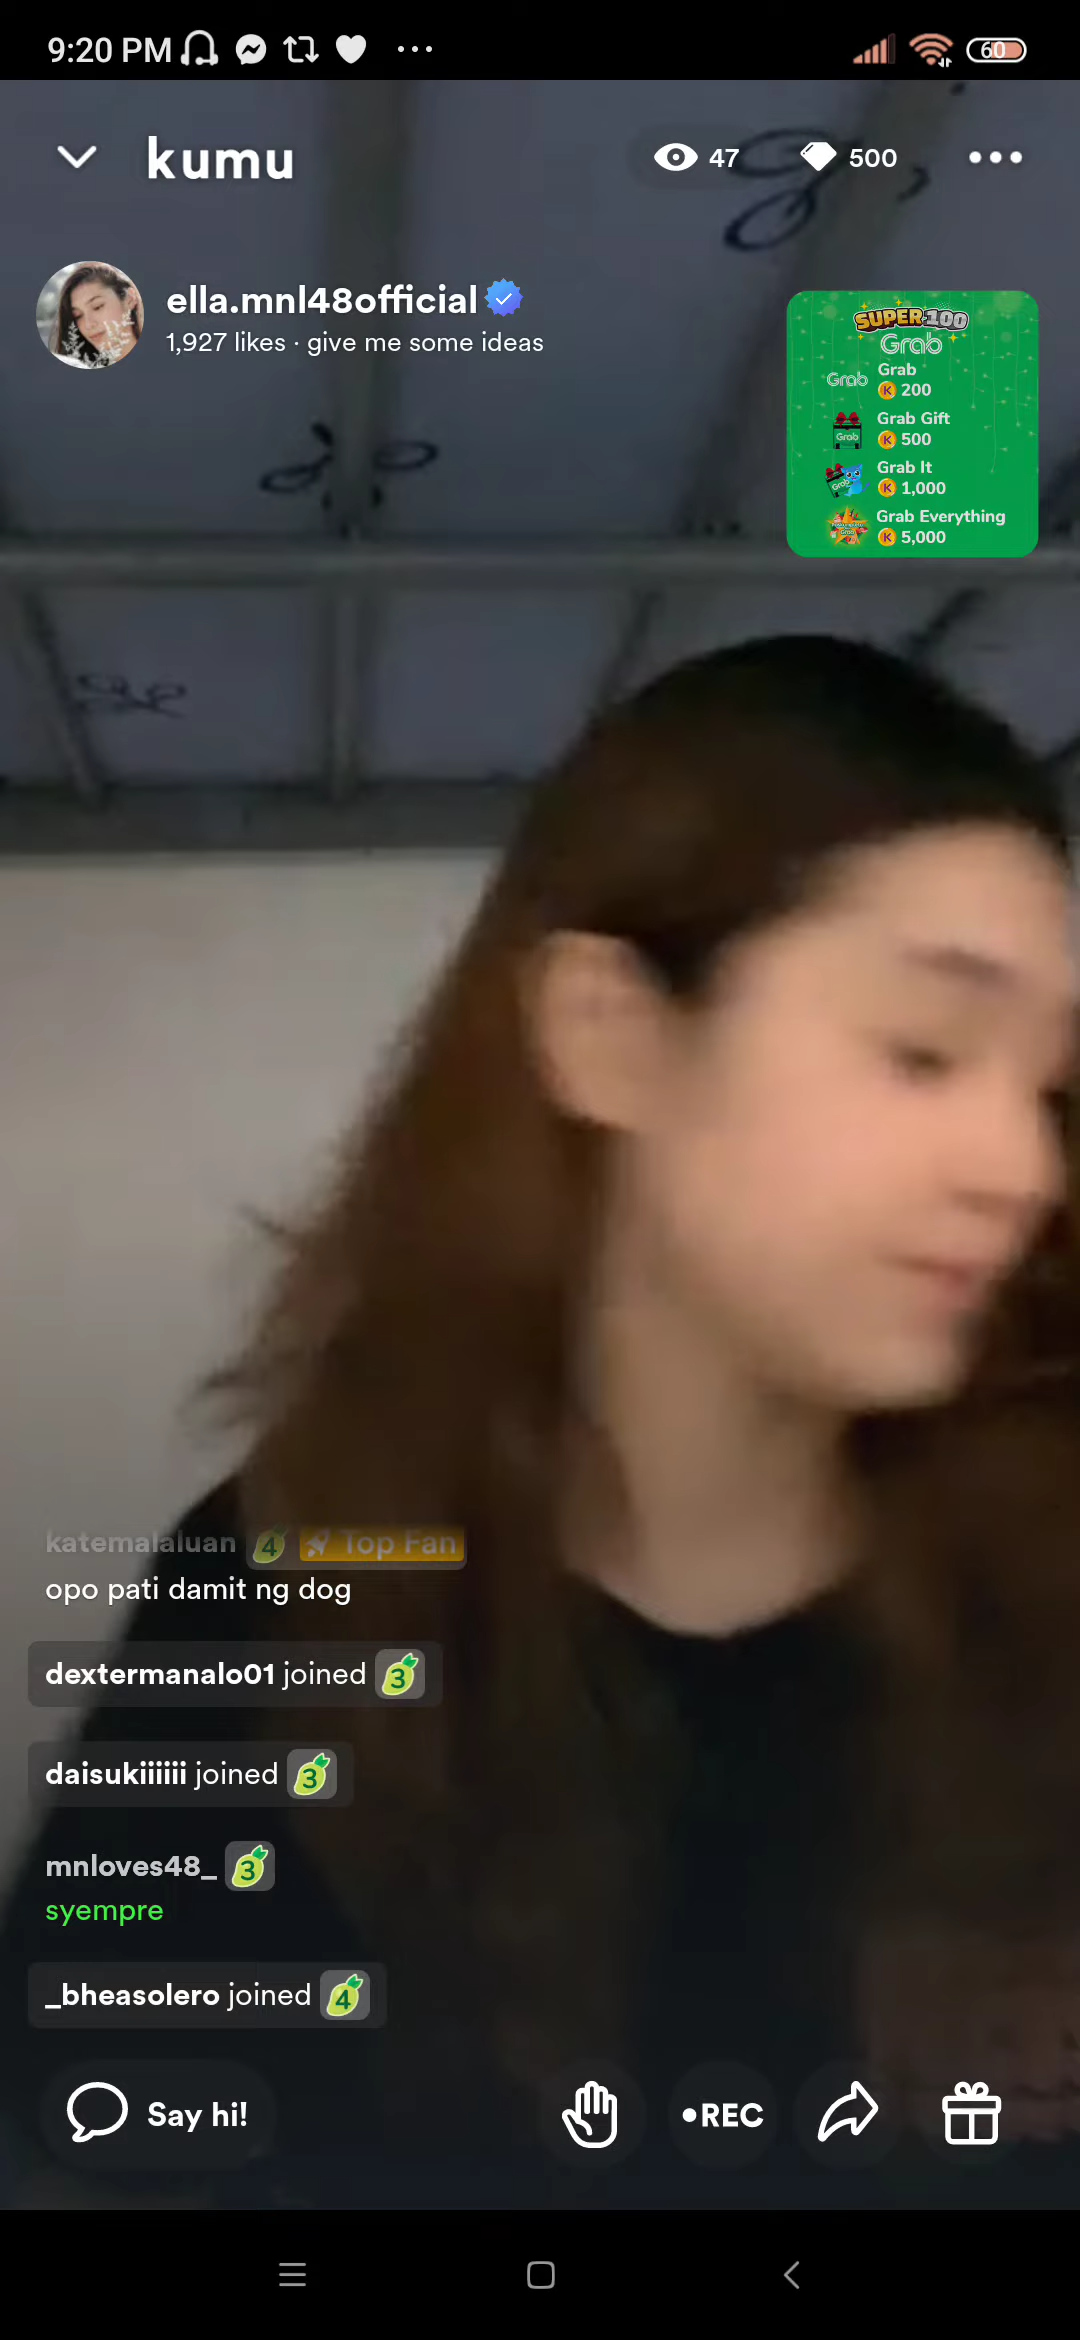 9:20 PM
60
kumu
47
500
ella.mnl48official
1,927 likes · give me some ideas
SUPER 100
Grab
Grab
Grab
K 200
Grab
Grab Gift
K 500
Grab
Grab It
K 1,000
Grab Everything
K 5,000
katemalaluan 4 Top Fan
opo pati damit ng dog
dextermanalo01 joined 3
daisukiiiiii joined 3
mnloves48_ 3
syempre
_bheasolero joined 4
Say hi!
•REC